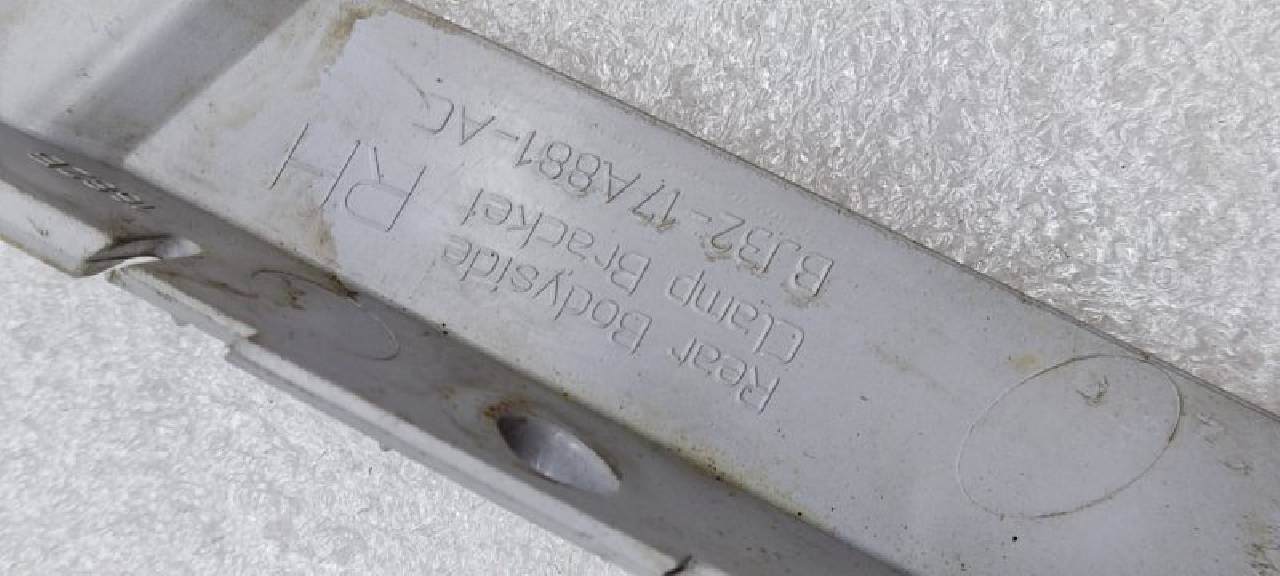 Rear Bodyside
Clamp Bracket
BJ32-17A881-AC
RH